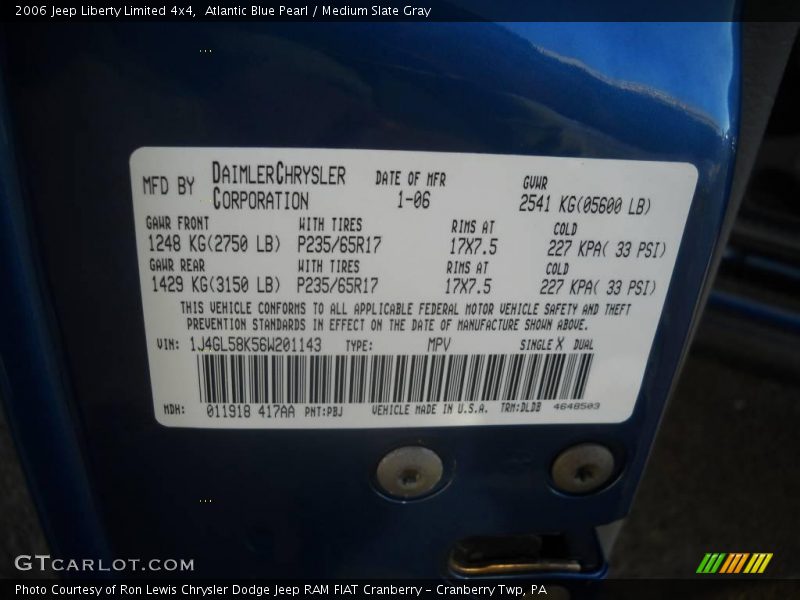 2006 Jeep Liberty Limited 4x4,  Atlantic Blue Pearl / Medium Slate Gray
MFD BY DAIMLERCHRYSLER CORPORATION DATE OF MFR 1-06 GVWR 2541 KG(05600 LB)
GAWR FRONT WITH TIRES RIMS AT COLD
1248 KG(2750 LB) P235/65R17 17X7.5 227 KPA( 33 PSI)
GAWR REAR WITH TIRES RIMS AT COLD
1429 KG(3150 LB) P235/65R17 17X7.5 227 KPA( 33 PSI)
THIS VEHICLE CONFORMS TO ALL APPLICABLE FEDERAL MOTOR VEHICLE SAFETY AND THEFT
PREVENTION STANDARDS IN EFFECT ON THE DATE OF MANUFACTURE SHOWN ABOVE.
VIN: 1J4GL58K56W201143 TYPE: MPV SINGLE X DUAL
MDH: 011918 417AA PNT:PBJ VEHICLE MADE IN U.S.A. TRM:DLDB 4648503
GTCARLOT.COM
Photo Courtesy of Ron Lewis Chrysler Dodge Jeep RAM FIAT Cranberry – Cranberry Twp, PA